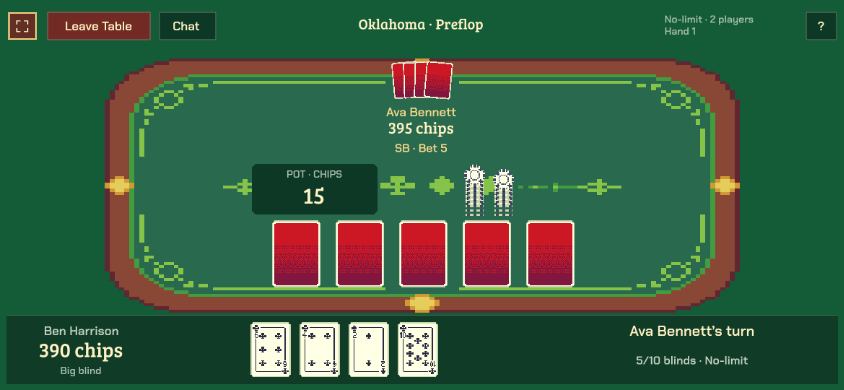 Leave Table
Chat
Oklahoma · Preflop
No-limit · 2 players
Hand 1
?
Ava Bennett
395 chips
SB · Bet 5
POT · CHIPS
15
Ben Harrison
390 chips
Big blind
Ava Bennett's turn
5/10 blinds · No-limit